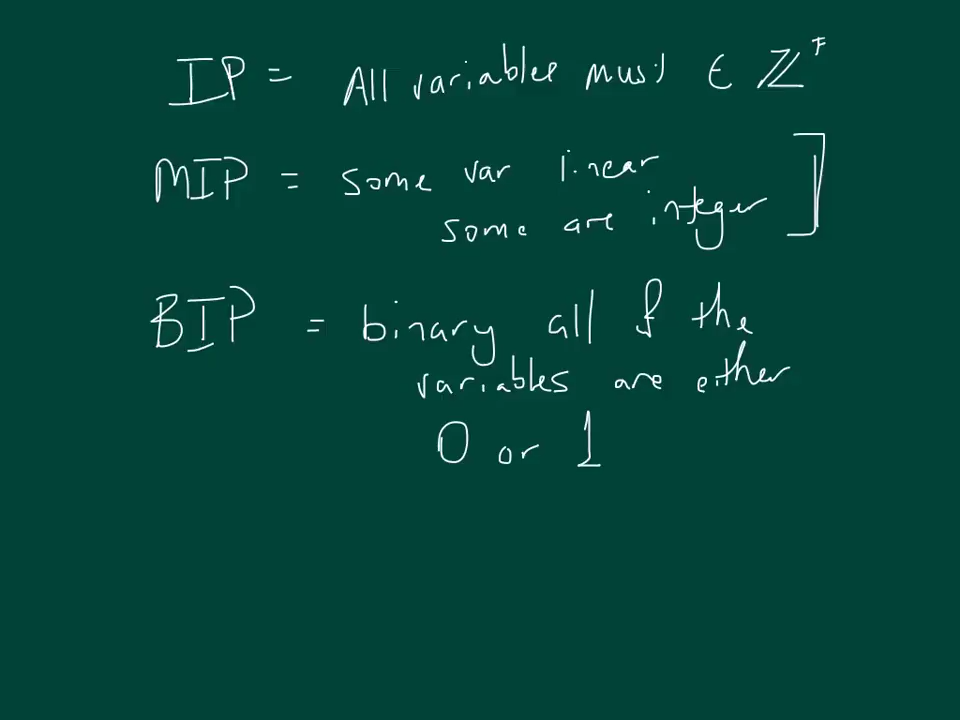 IP = All variables must ∈ ℤ⁺
MIP = some var linear
some are integer ]
BIP = binary all of the
variables are either
0 or 1